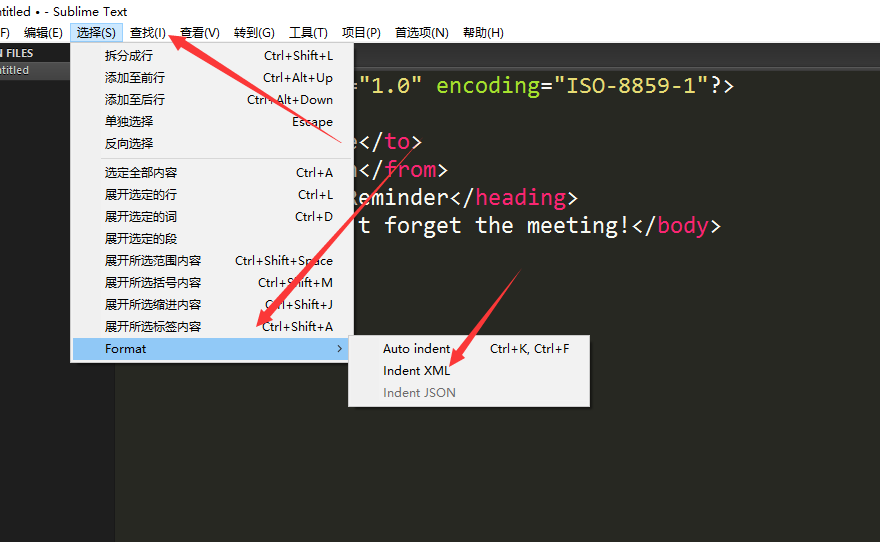 ntitled • - Sublime Text
F) 编辑(E) 选择(S) 查找(I) 查看(V) 转到(G) 工具(T) 项目(P) 首选项(N) 帮助(H)
N FILES
ntitled
拆分成行 Ctrl+Shift+L
添加至前行 Ctrl+Alt+Up
添加至后行 Ctrl+Alt+Down
单独选择 Escape
反向选择
选定全部内容 Ctrl+A
展开选定的行 Ctrl+L
展开选定的词 Ctrl+D
展开选定的段
展开所选范围内容 Ctrl+Shift+Space
展开所选括号内容 Ctrl+Shift+M
展开所选缩进内容 Ctrl+Shift+J
展开所选标签内容 Ctrl+Shift+A
Format
="1.0" encoding="ISO-8859-1"?>
e</to>
</from>
Reminder</heading>
t forget the meeting!</body>
Auto indent Ctrl+K, Ctrl+F
Indent XML
Indent JSON